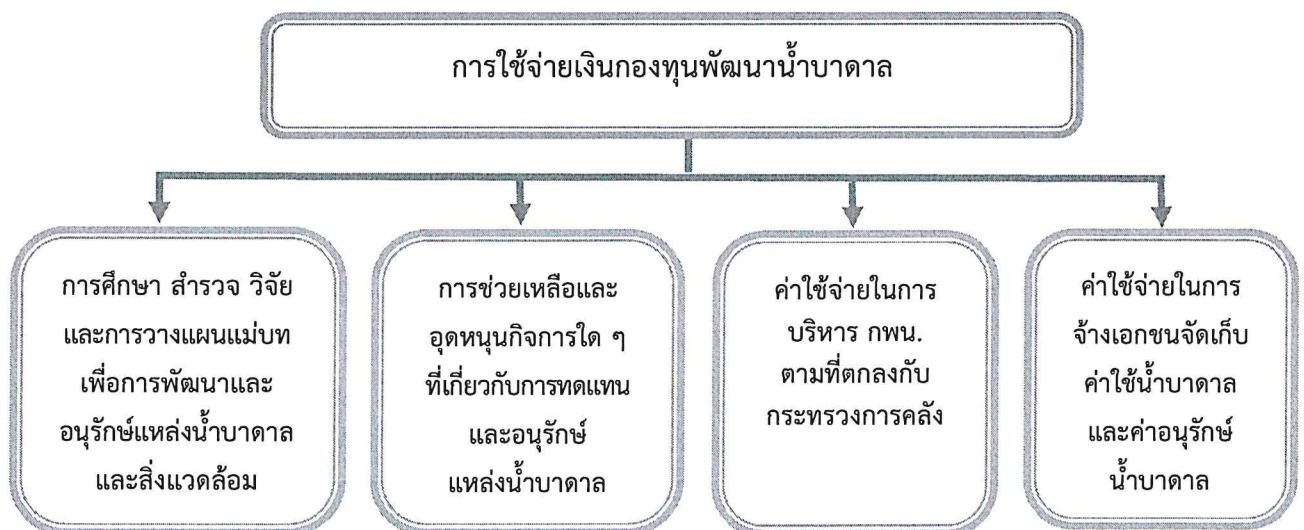 การใช้จ่ายเงินกองทุนพัฒนาน้ำบาดาล
การศึกษา สำรวจ วิจัย
และการวางแผนแม่บท
เพื่อการพัฒนาและ
อนุรักษ์แหล่งน้ำบาดาล
และสิ่งแวดล้อม
การช่วยเหลือและ
อุดหนุนกิจการใด ๆ
ที่เกี่ยวกับการทดแทน
และอนุรักษ์
แหล่งน้ำบาดาล
ค่าใช้จ่ายในการ
บริหาร กพน.
ตามที่ตกลงกับ
กระทรวงการคลัง
ค่าใช้จ่ายในการ
จ้างเอกชนจัดเก็บ
ค่าใช้น้ำบาดาล
และค่าอนุรักษ์
น้ำบาดาล